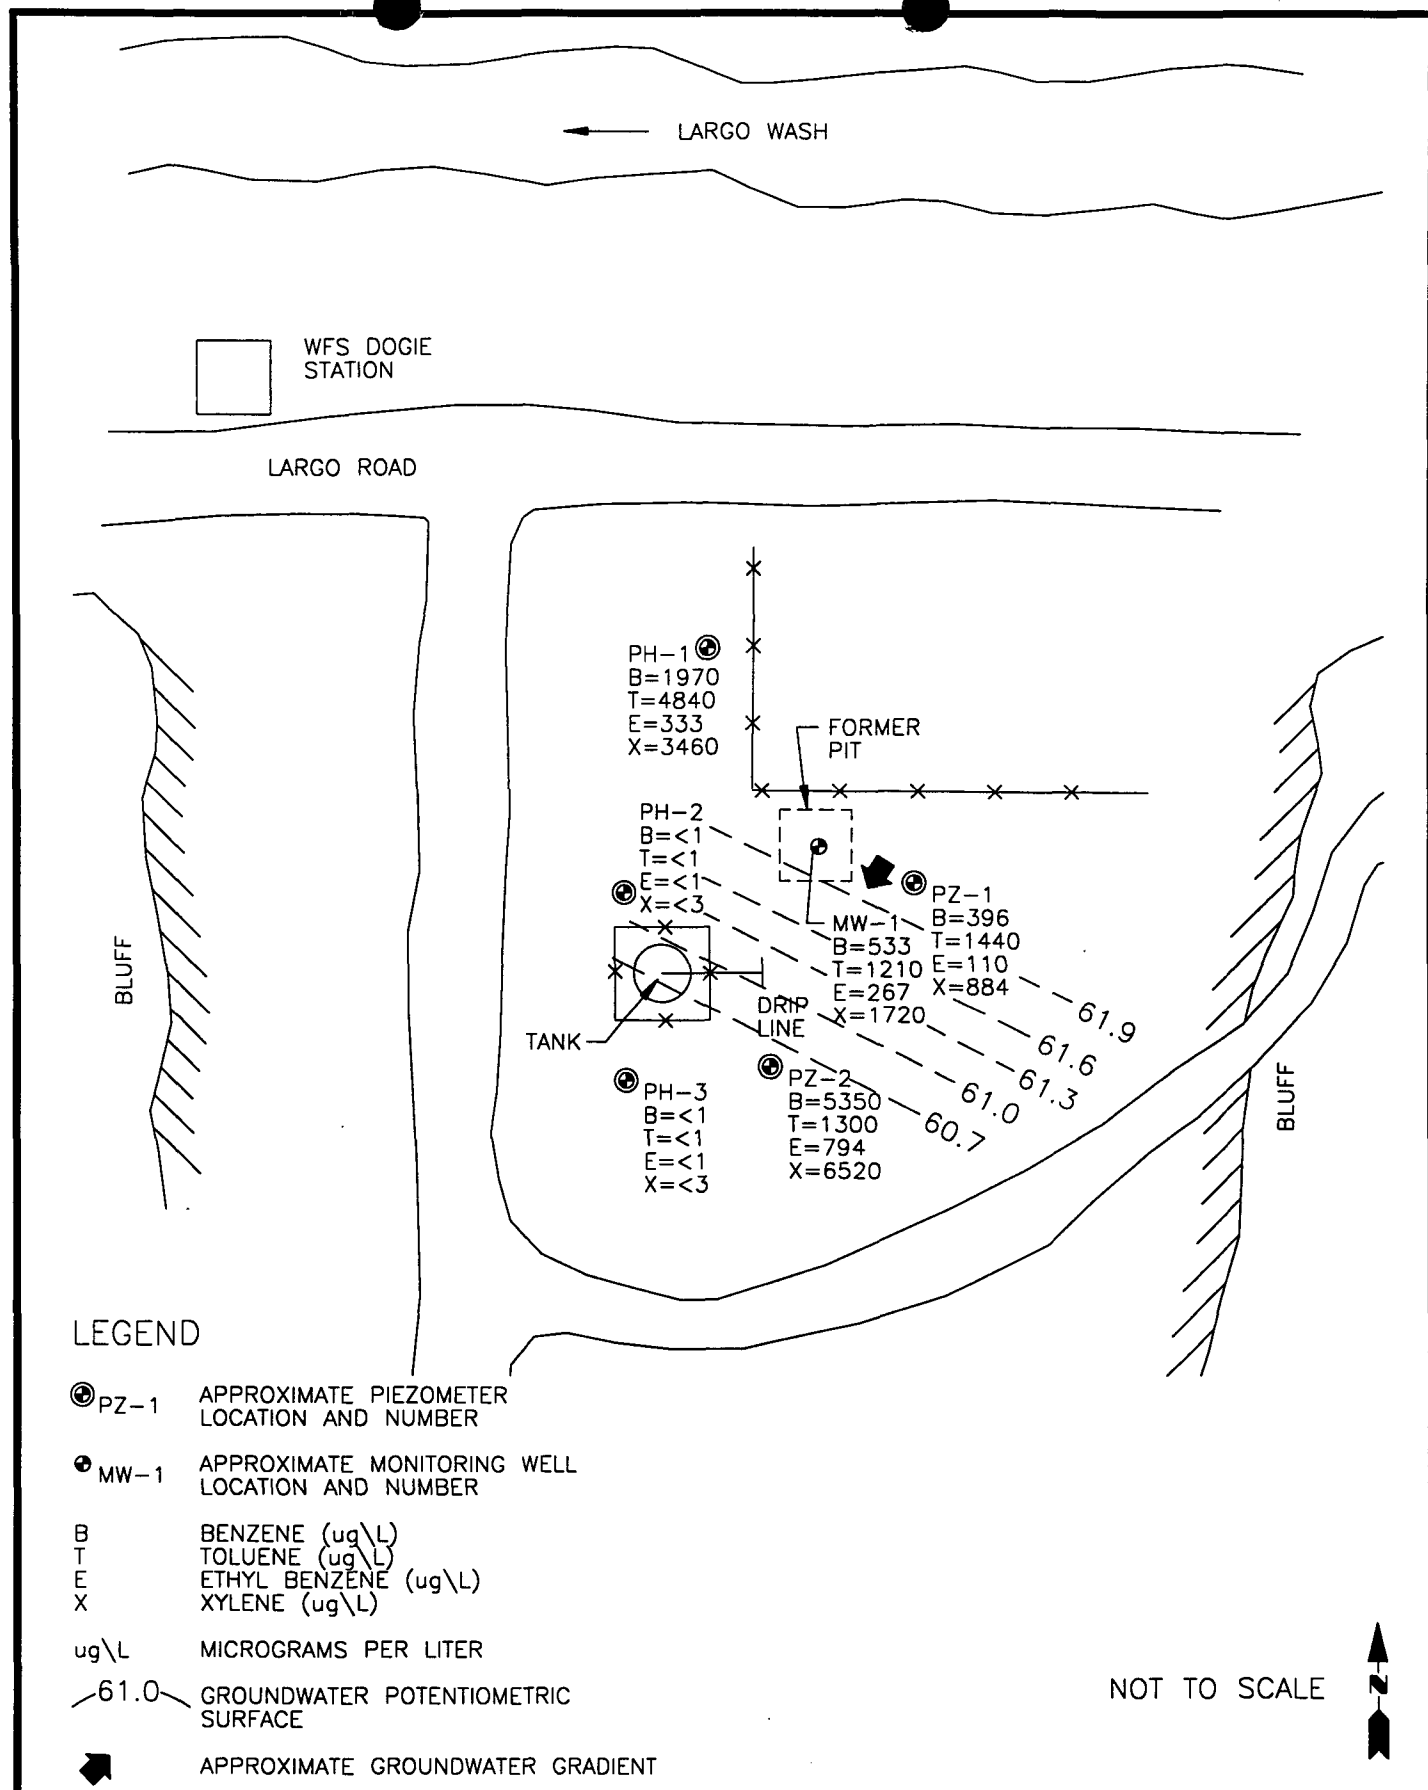 LARGO WASH
WFS DOGIE
STATION
LARGO ROAD
PH-1
B=1970
T=4840
E=333
X=3460
FORMER
PIT
PH-2
B=<1
T=<1
E=<1
X=<3
PZ-1
B=396
T=1440
E=110
X=884
MW-1
B=533
T=1210
E=267
X=1720
BLUFF
DRIP
LINE
TANK
61.9
61.6
61.3
61.0
60.7
PH-3
B=<1
T=<1
E=<1
X=<3
PZ-2
B=5350
T=1300
E=794
X=6520
BLUFF
LEGEND
PZ-1 APPROXIMATE PIEZOMETER
LOCATION AND NUMBER
MW-1 APPROXIMATE MONITORING WELL
LOCATION AND NUMBER
B BENZENE (ug\L)
T TOLUENE (ug\L)
E ETHYL BENZENE (ug\L)
X XYLENE (ug\L)
ug\L MICROGRAMS PER LITER
61.0 GROUNDWATER POTENTIOMETRIC
SURFACE
APPROXIMATE GROUNDWATER GRADIENT
NOT TO SCALE
N